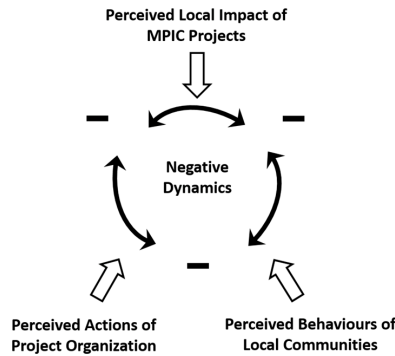 Perceived Local Impact of
MPIC Projects
Negative
Dynamics
Perceived Actions of
Project Organization
Perceived Behaviours of
Local Communities